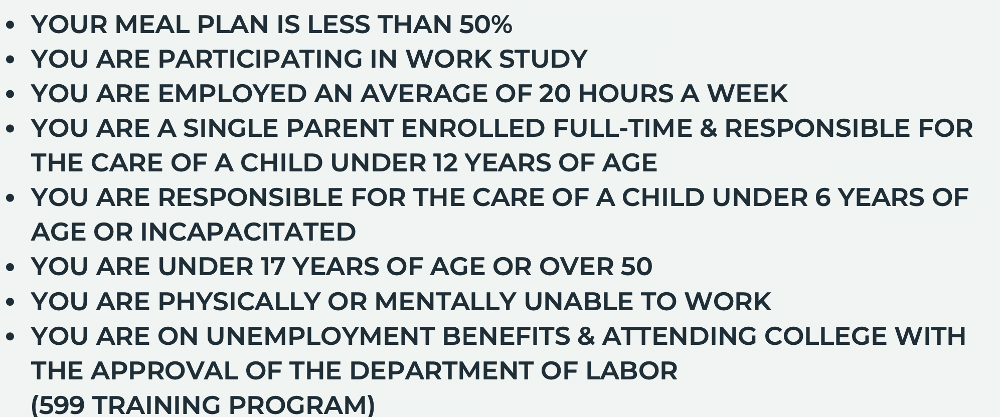 • YOUR MEAL PLAN IS LESS THAN 50%
• YOU ARE PARTICIPATING IN WORK STUDY
• YOU ARE EMPLOYED AN AVERAGE OF 20 HOURS A WEEK
• YOU ARE A SINGLE PARENT ENROLLED FULL-TIME & RESPONSIBLE FOR
THE CARE OF A CHILD UNDER 12 YEARS OF AGE
• YOU ARE RESPONSIBLE FOR THE CARE OF A CHILD UNDER 6 YEARS OF
AGE OR INCAPACITATED
• YOU ARE UNDER 17 YEARS OF AGE OR OVER 50
• YOU ARE PHYSICALLY OR MENTALLY UNABLE TO WORK
• YOU ARE ON UNEMPLOYMENT BENEFITS & ATTENDING COLLEGE WITH
THE APPROVAL OF THE DEPARTMENT OF LABOR
(599 TRAINING PROGRAM)